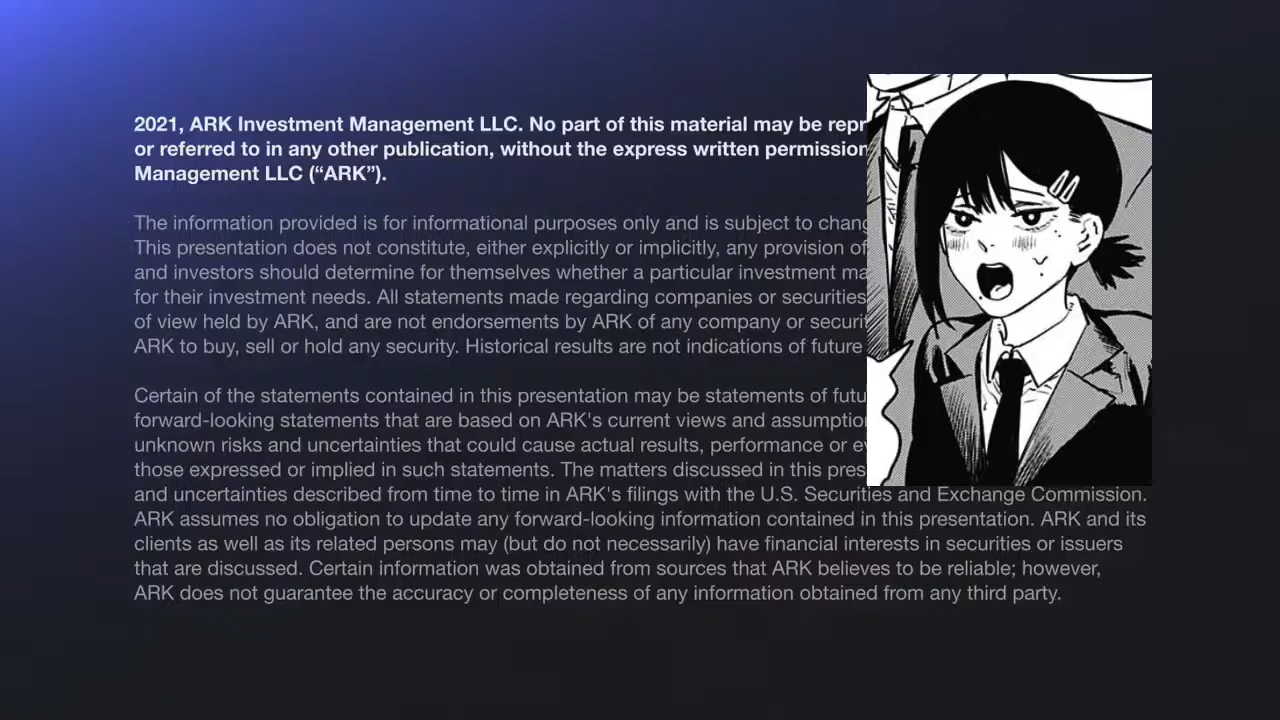 2021, ARK Investment Management LLC. No part of this material may be repr
or referred to in any other publication, without the express written permission
Management LLC (“ARK”).
The information provided is for informational purposes only and is subject to chang
This presentation does not constitute, either explicitly or implicitly, any provision of
and investors should determine for themselves whether a particular investment ma
for their investment needs. All statements made regarding companies or securities
of view held by ARK, and are not endorsements by ARK of any company or securit
ARK to buy, sell or hold any security. Historical results are not indications of future
Certain of the statements contained in this presentation may be statements of futu
forward-looking statements that are based on ARK's current views and assumption
unknown risks and uncertainties that could cause actual results, performance or ev
those expressed or implied in such statements. The matters discussed in this pres
and uncertainties described from time to time in ARK's filings with the U.S. Securities and Exchange Commission.
ARK assumes no obligation to update any forward-looking information contained in this presentation. ARK and its
clients as well as its related persons may (but do not necessarily) have financial interests in securities or issuers
that are discussed. Certain information was obtained from sources that ARK believes to be reliable; however,
ARK does not guarantee the accuracy or completeness of any information obtained from any third party.